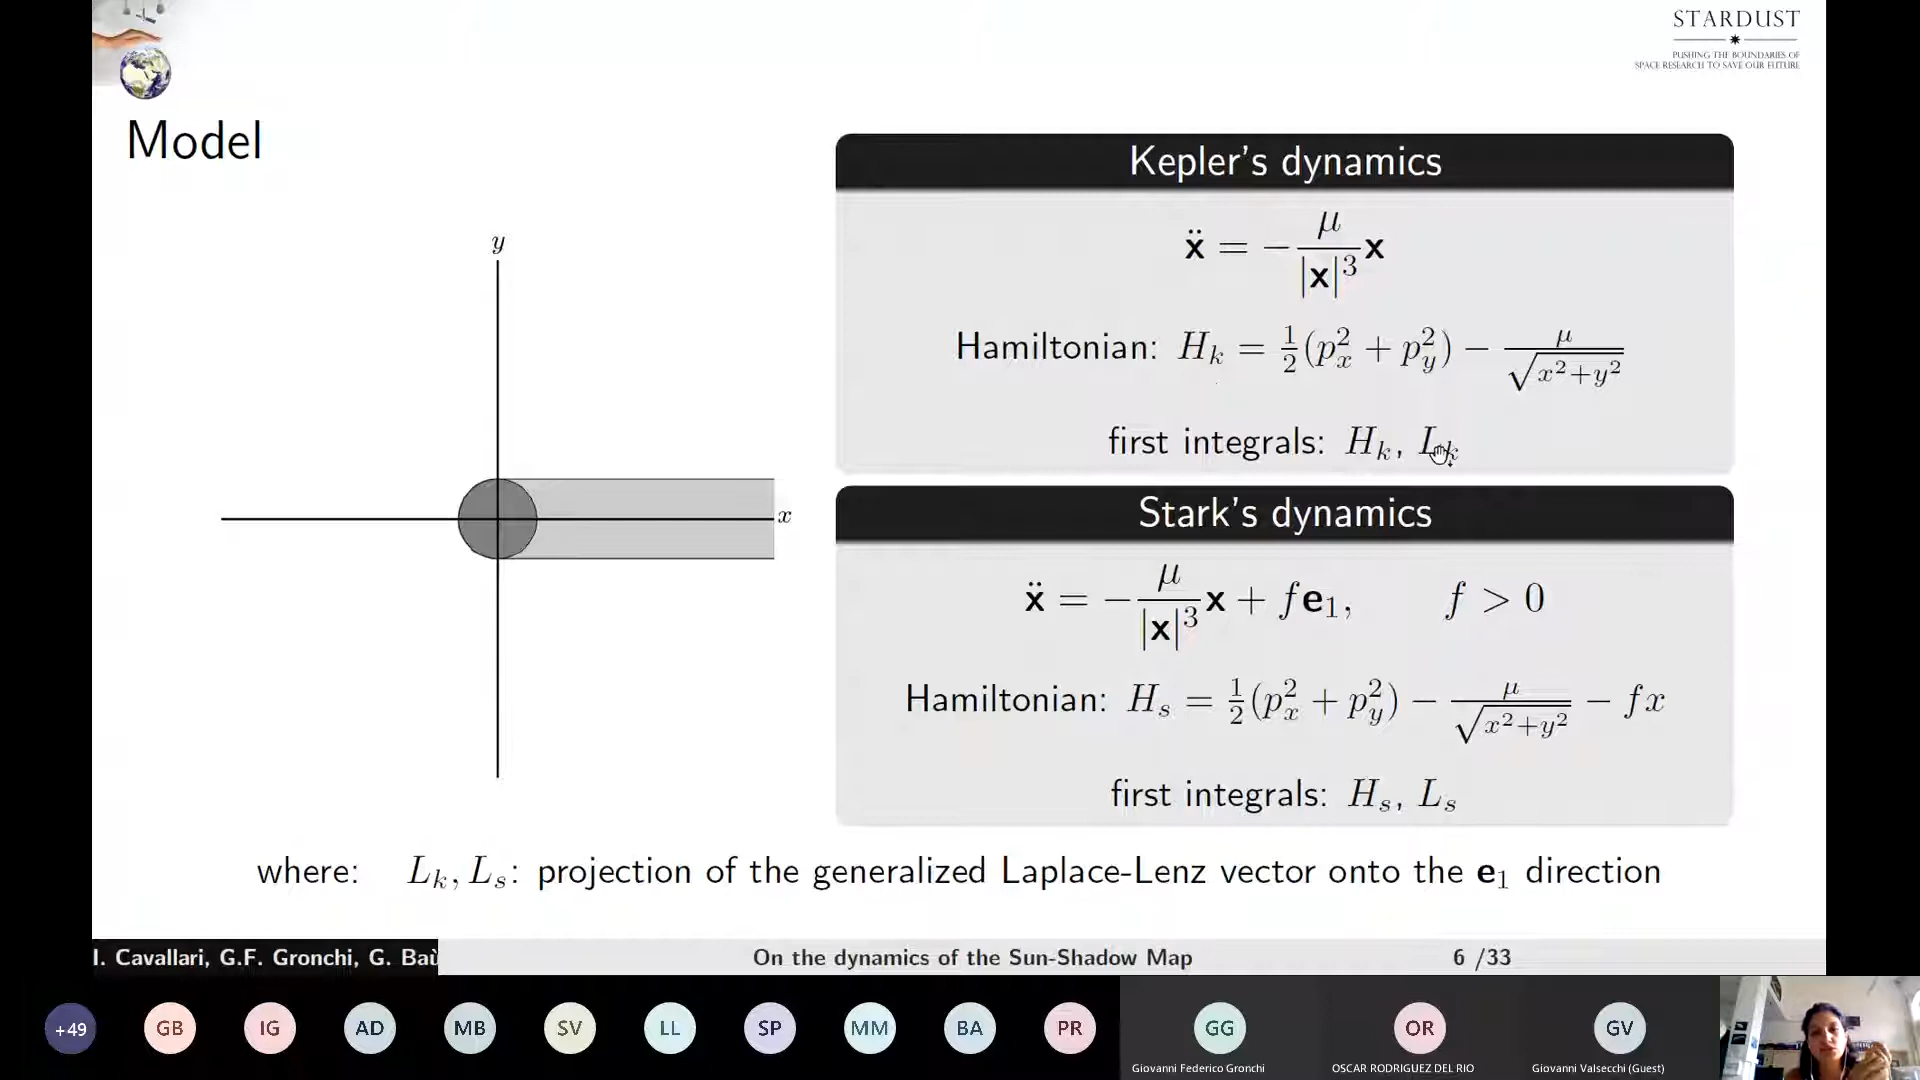 STARDUST
PUSHING THE BOUNDARIES OF
SPACE RESEARCH TO SAVE OUR FUTURE
Model
y
x
Kepler's dynamics
ẍ = −μ/|x|³ x
Hamiltonian: H_k = ½(p_x² + p_y²) − μ/√(x²+y²)
first integrals: H_k, L_k
Stark's dynamics
ẍ = −μ/|x|³ x + f e₁, f > 0
Hamiltonian: H_s = ½(p_x² + p_y²) − μ/√(x²+y²) − fx
first integrals: H_s, L_s
where: L_k, L_s: projection of the generalized Laplace-Lenz vector onto the e₁ direction
I. Cavallari, G.F. Gronchi, G. Baù
On the dynamics of the Sun-Shadow Map
6 /33
+49
GB
IG
AD
MB
SV
LL
SP
MM
BA
PR
GG
OR
GV
Giovanni Federico Gronchi
OSCAR RODRIGUEZ DEL RIO
Giovanni Valsecchi (Guest)